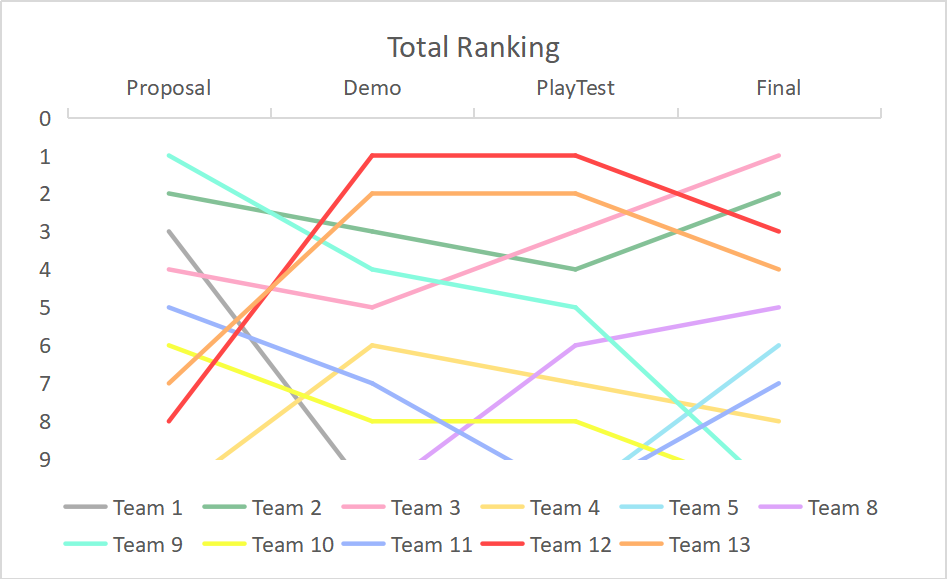 Total Ranking
Proposal Demo PlayTest Final
0
1
2
3
4
5
6
7
8
9
Team 1 Team 2 Team 3 Team 4 Team 5 Team 8
Team 9 Team 10 Team 11 Team 12 Team 13